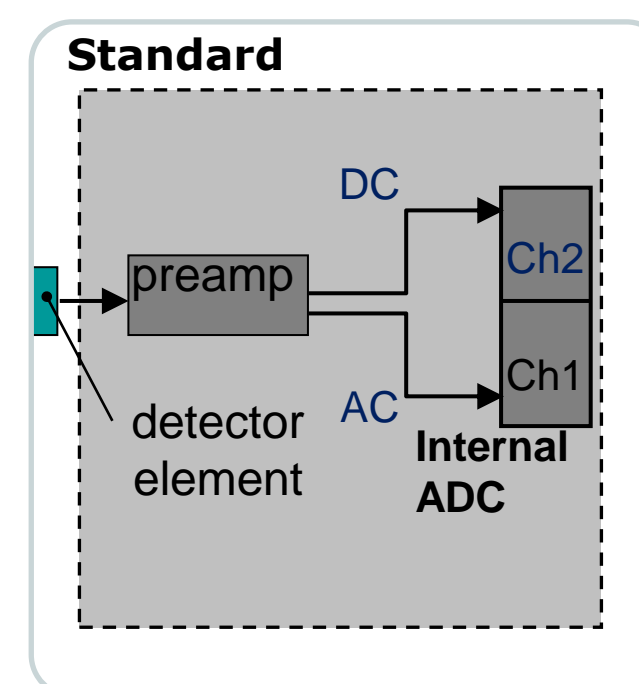 Standard
DC
Ch2
preamp
Ch1
AC
detector
element
Internal
ADC